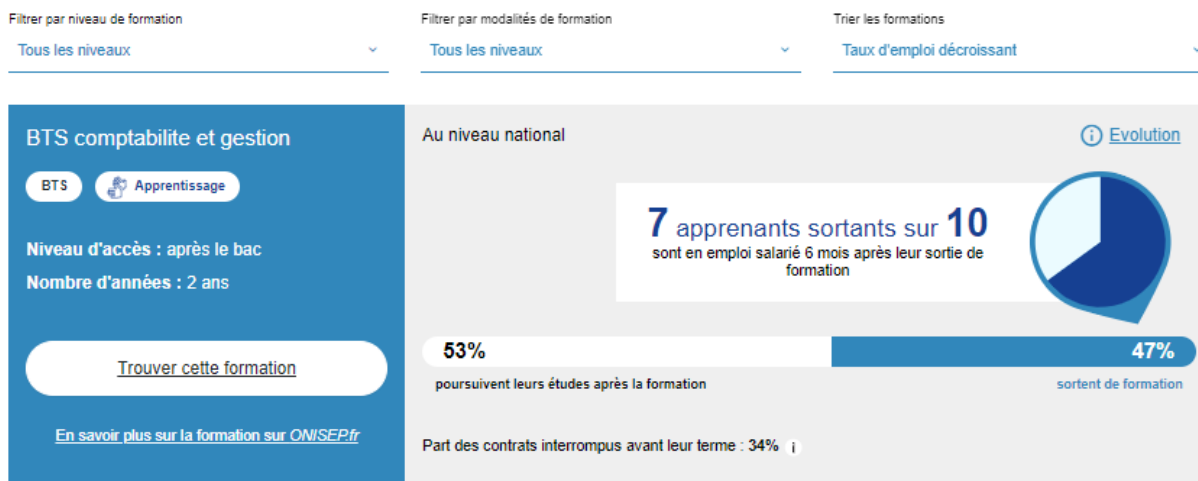 Filtrer par niveau de formation
Filtrer par modalités de formation
Trier les formations
Tous les niveaux
Tous les niveaux
Taux d'emploi décroissant
BTS comptabilite et gestion
BTS
Apprentissage
Niveau d'accès : après le bac
Nombre d'années : 2 ans
Trouver cette formation
En savoir plus sur la formation sur ONISEP.fr
Au niveau national
Evolution
7 apprenants sortants sur 10
sont en emploi salarié 6 mois après leur sortie de
formation
53%
47%
poursuivent leurs études après la formation
sortent de formation
Part des contrats interrompus avant leur terme : 34% i